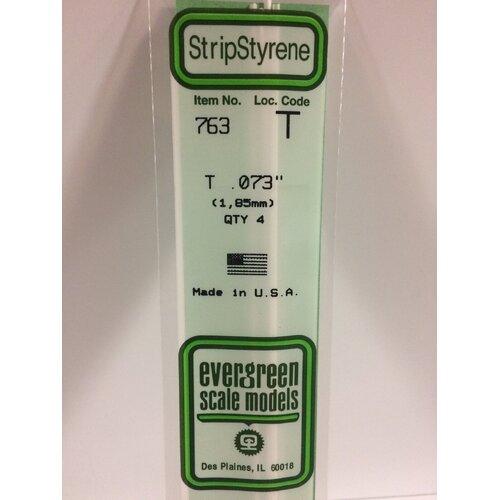 StripStyrene
Item No. Loc. Code
763 T
T .073"
(1,85mm)
QTY 4
Made in U.S.A.
evergreen
scale models
Des Plaines, IL 60018